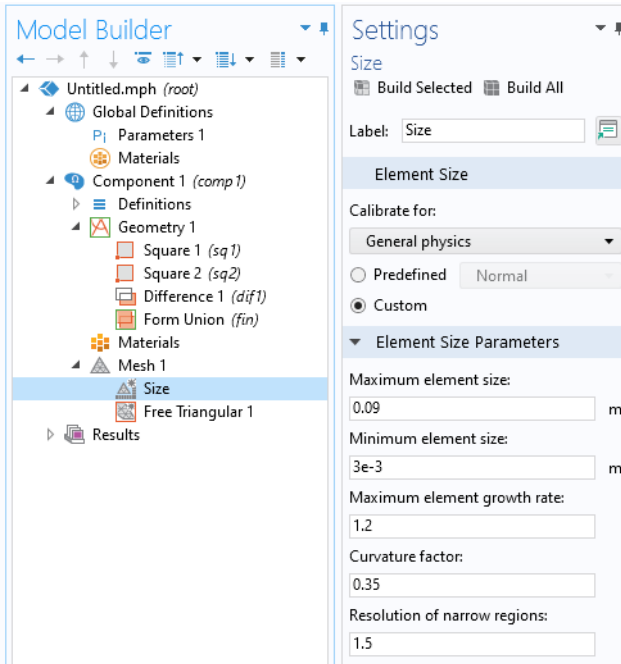 Model Builder
Untitled.mph (root)
Global Definitions
Pi Parameters 1
Materials
Component 1 (comp1)
Definitions
Geometry 1
Square 1 (sq1)
Square 2 (sq2)
Difference 1 (dif1)
Form Union (fin)
Materials
Mesh 1
Size
Free Triangular 1
Results
Settings
Size
Build Selected Build All
Label: Size
Element Size
Calibrate for:
General physics
Predefined Normal
Custom
Element Size Parameters
Maximum element size:
0.09 m
Minimum element size:
3e-3 m
Maximum element growth rate:
1.2
Curvature factor:
0.35
Resolution of narrow regions:
1.5